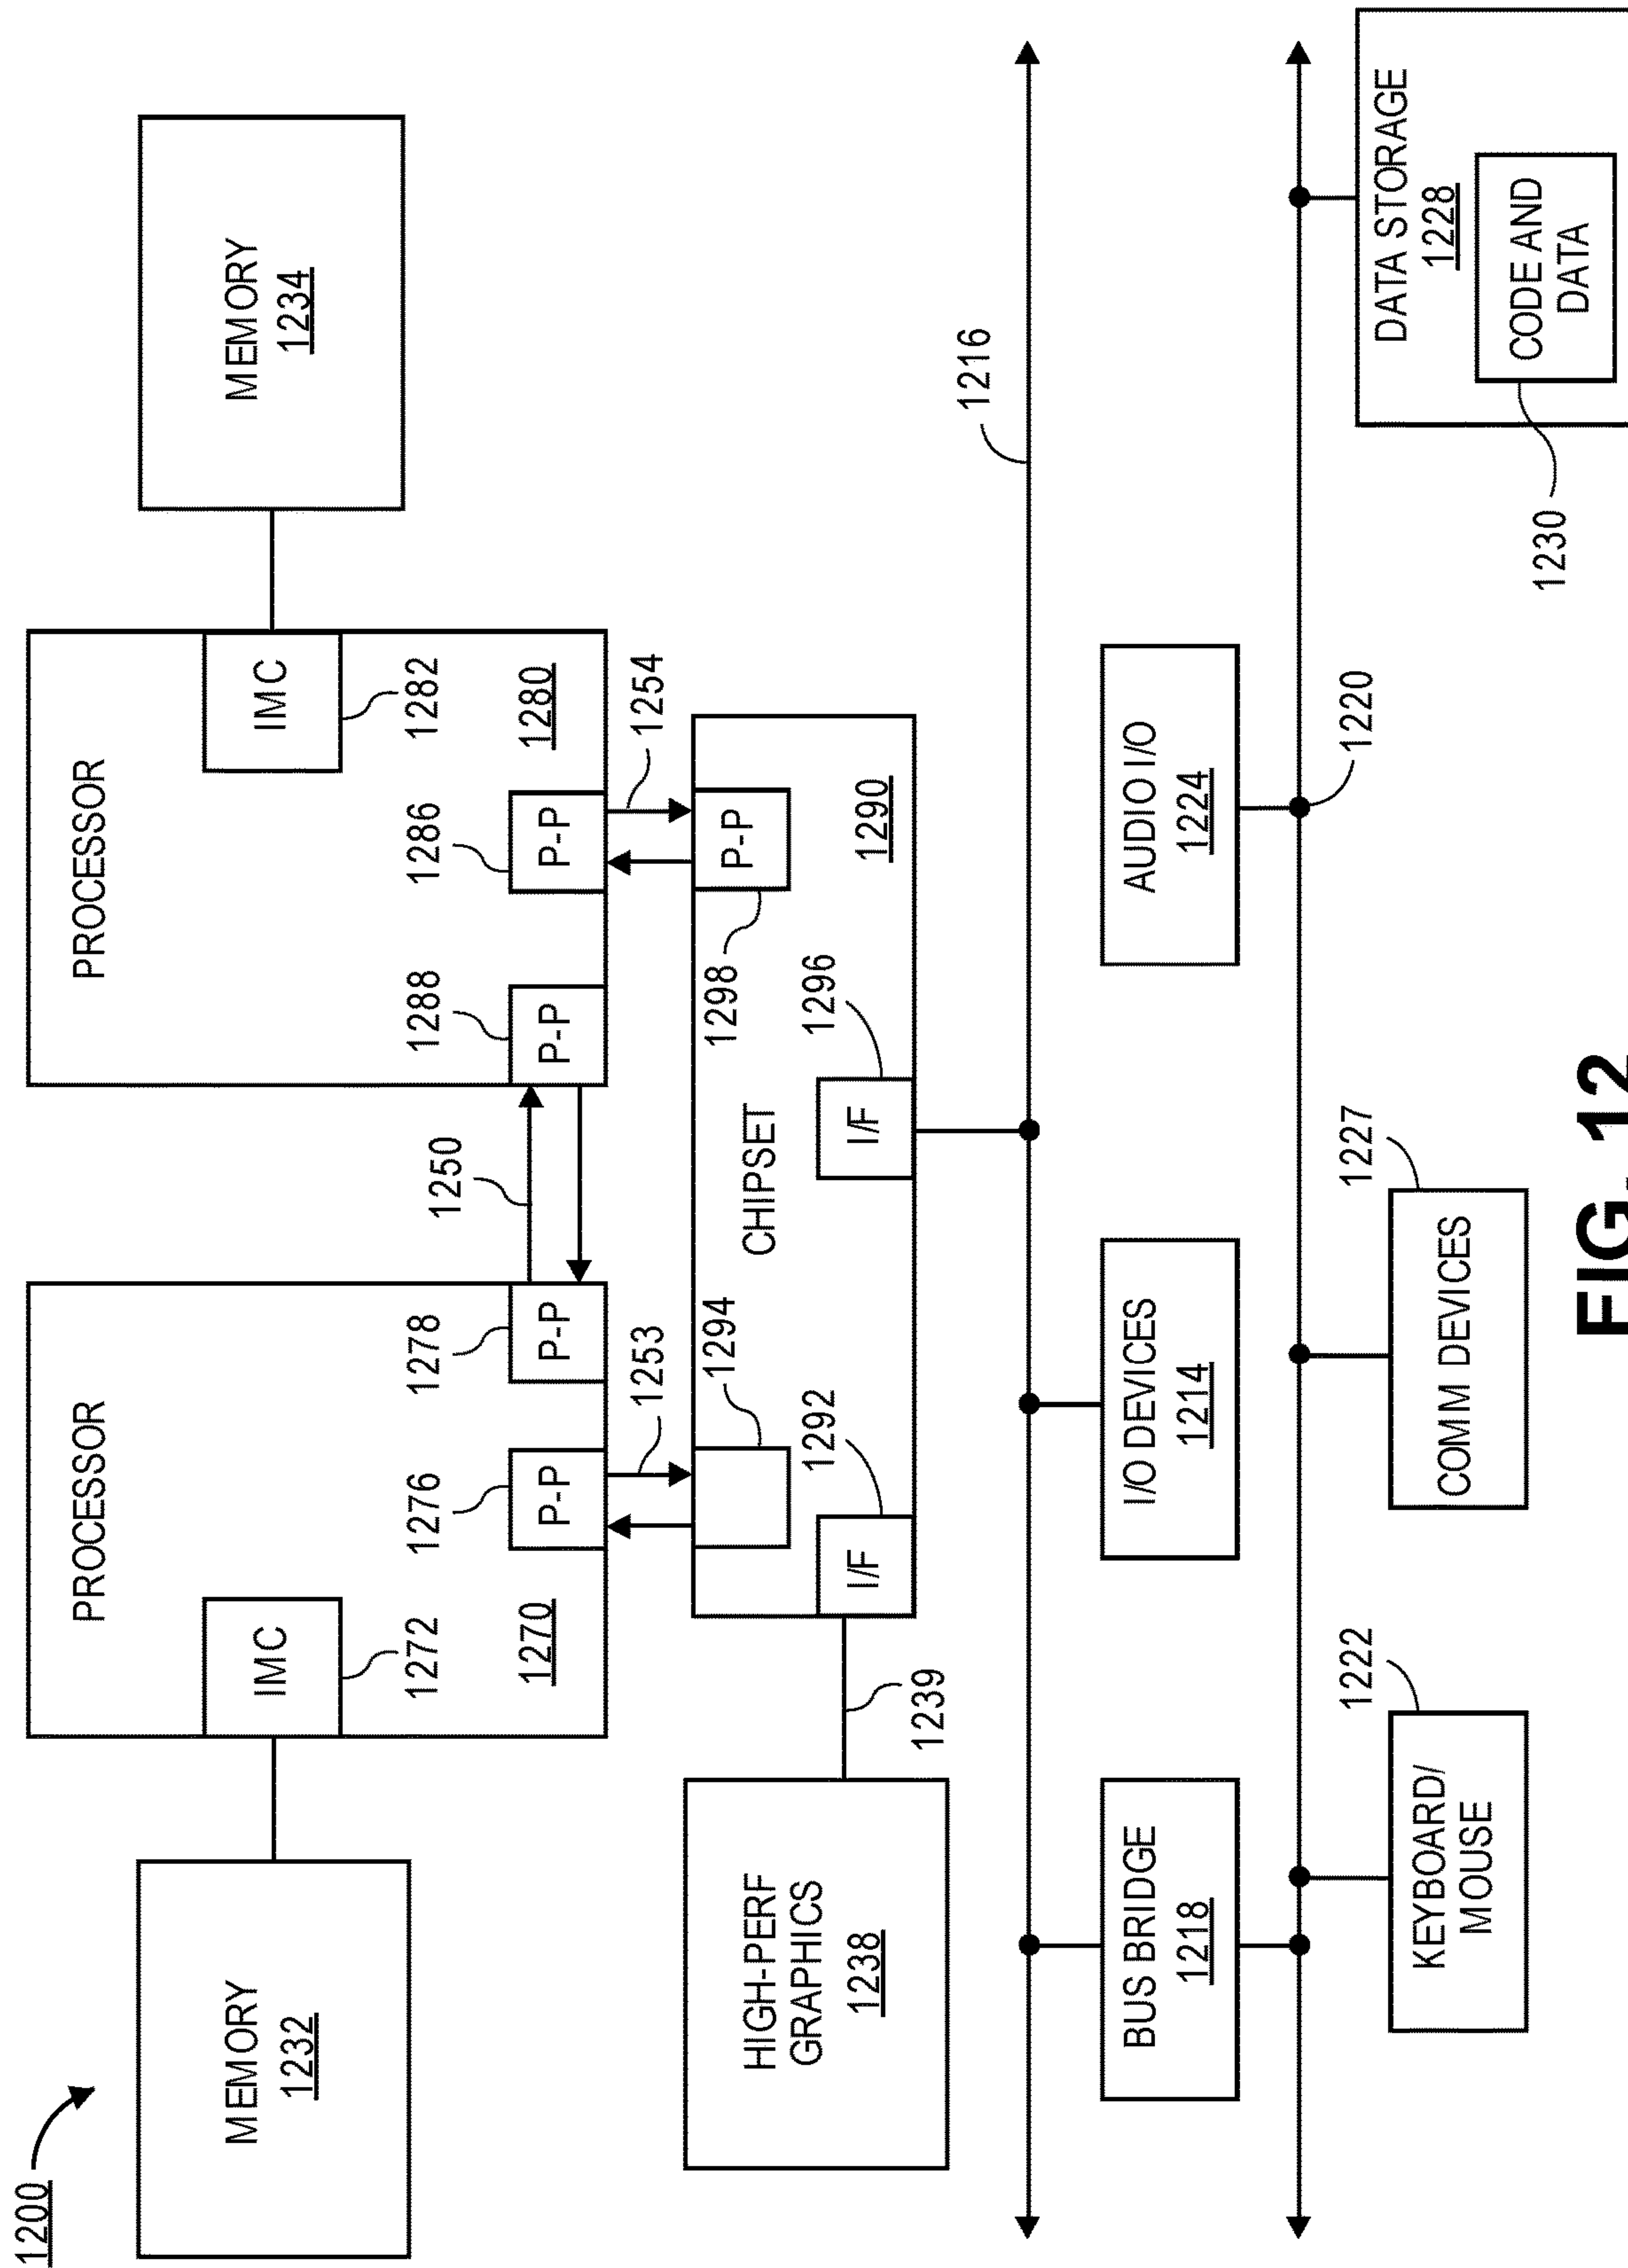 1200
MEMORY
1232
PROCESSOR
IMC
1272
1270
P-P
1276
P-P
1278
1250
PROCESSOR
P-P
1288
P-P
1286
IMC
1282
1280
MEMORY
1234
1253
1254
HIGH-PERF
GRAPHICS
1238
1239
I/F
1292
1294
CHIPSET
I/F
1296
P-P
1298
1290
1216
BUS BRIDGE
1218
I/O DEVICES
1214
AUDIO I/O
1224
1220
KEYBOARD/
MOUSE
1222
COMM DEVICES
1227
DATA STORAGE
1228
CODE AND
DATA
1230
FIG. 12